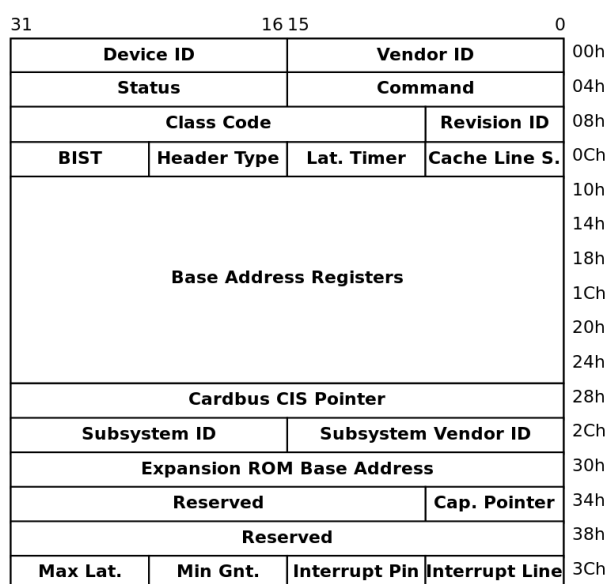 31 16 15 0
Device ID Vendor ID 00h
Status Command 04h
Class Code Revision ID 08h
BIST Header Type Lat. Timer Cache Line S. 0Ch
10h
14h
18h
Base Address Registers
1Ch
20h
24h
Cardbus CIS Pointer 28h
Subsystem ID Subsystem Vendor ID 2Ch
Expansion ROM Base Address 30h
Reserved Cap. Pointer 34h
Reserved 38h
Max Lat. Min Gnt. Interrupt Pin Interrupt Line 3Ch